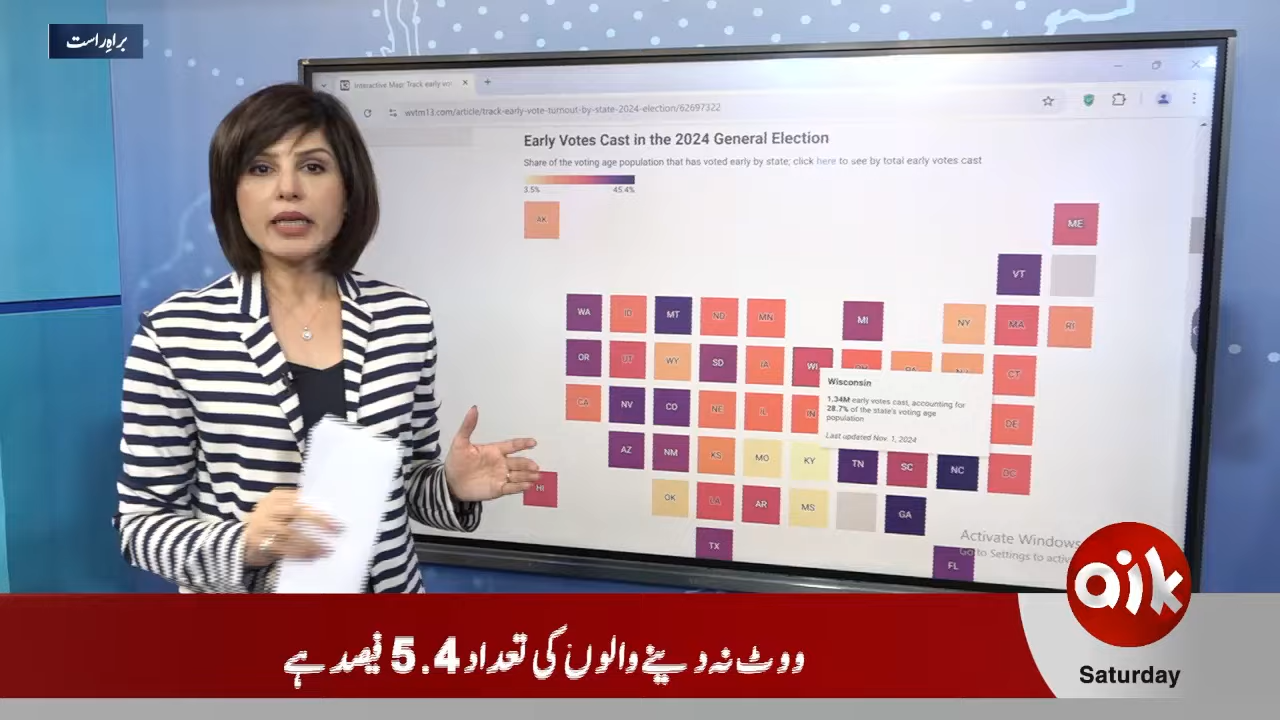 براہِ راست
Interactive Map: Track early vo
wvtm13.com/article/track-early-vote-turnout-by-state-2024-election/62697322
Early Votes Cast in the 2024 General Election
Share of the voting age population that has voted early by state; click here to see by total early votes cast
3.5% 45.4%
AK ME
VT
WA ID MT ND MN MI NY MA RI
OR UT WY SD IA WI CT
CA NV CO NE IL IN DE
Wisconsin
1.34M early votes cast, accounting for
28.7% of the state's voting age
population
Last updated Nov. 1, 2024
AZ NM KS MO KY TN SC NC DC
HI OK LA AR MS GA
TX FL
Activate Windows
Go to Settings to activ
aik
ووٹ نہ دینے والوں کی تعداد 5.4 فیصد ہے
Saturday